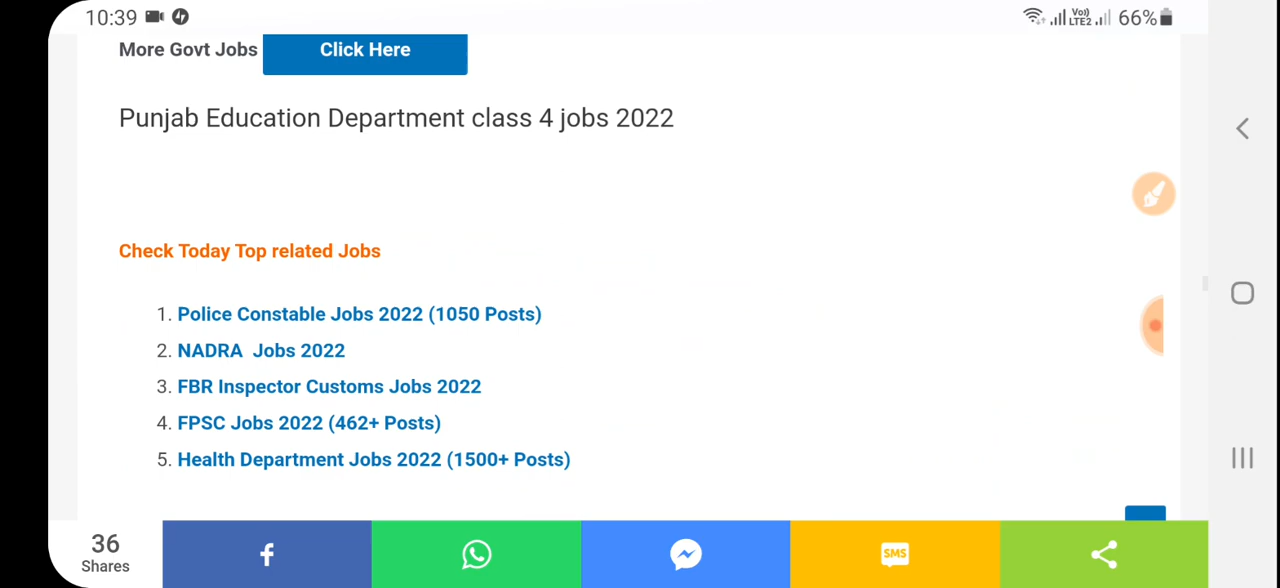 10:39 Vo)) LTE2 66%
More Govt Jobs Click Here
Punjab Education Department class 4 jobs 2022
Check Today Top related Jobs
1. Police Constable Jobs 2022 (1050 Posts)
2. NADRA Jobs 2022
3. FBR Inspector Customs Jobs 2022
4. FPSC Jobs 2022 (462+ Posts)
5. Health Department Jobs 2022 (1500+ Posts)
36
Shares
f SMS